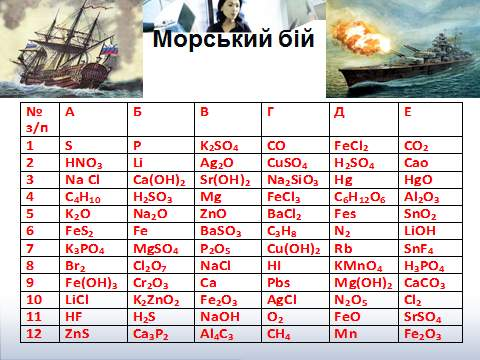 Морський бій
№ з/п А Б В Г Д Е
1 S P K₂SO₄ CO FeCl₂ CO₂
2 HNO₃ Li Ag₂O CuSO₄ H₂SO₄ Cao
3 Na Cl Ca(OH)₂ Sr(OH)₂ Na₂SiO₃ Hg HgO
4 C₄H₁₀ H₂SO₃ Mg FeCl₃ C₆H₁₂O₆ Al₂O₃
5 K₂O Na₂O ZnO BaCl₂ Fes SnO₂
6 FeS₂ Fe BaSO₃ C₃H₈ N₂ LiOH
7 K₃PO₄ MgSO₄ P₂O₅ Cu(OH)₂ Rb SnF₄
8 Br₂ Cl₂O₇ NaCl HI KMnO₄ H₃PO₄
9 Fe(OH)₃ Cr₂O₃ Ca Pbs Mg(OH)₂ CaCO₃
10 LiCl K₂ZnO₂ Fe₂O₃ AgCl N₂O₅ Cl₂
11 HF H₂S NaOH O₂ FeO SrSO₄
12 ZnS Ca₃P₂ Al₄C₃ CH₄ Mn Fe₂O₃